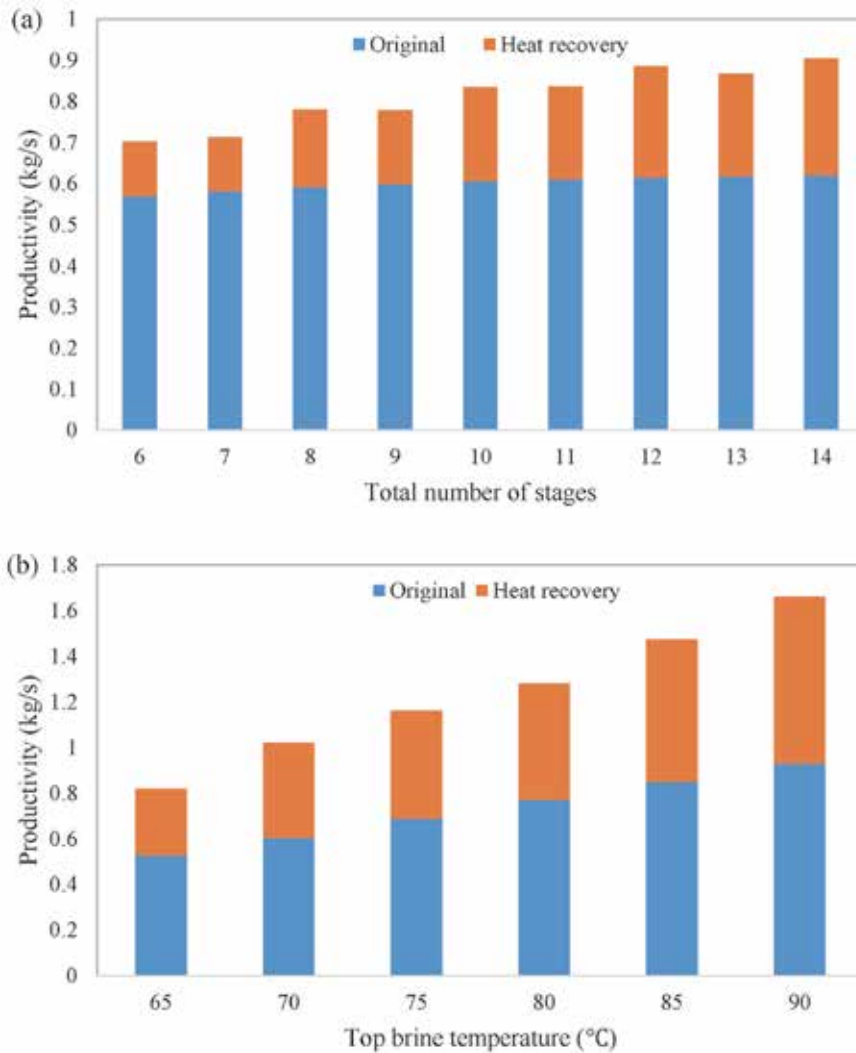 (a)
1
Original Heat recovery
0.9
0.8
0.7
0.6
0.5
0.4
0.3
0.2
0.1
0
Productivity (kg/s)
6 7 8 9 10 11 12 13 14
Total number of stages
(b)
1.8
Original Heat recovery
1.6
1.4
1.2
1
0.8
0.6
0.4
0.2
0
Productivity (kg/s)
65 70 75 80 85 90
Top brine temperature (℃)